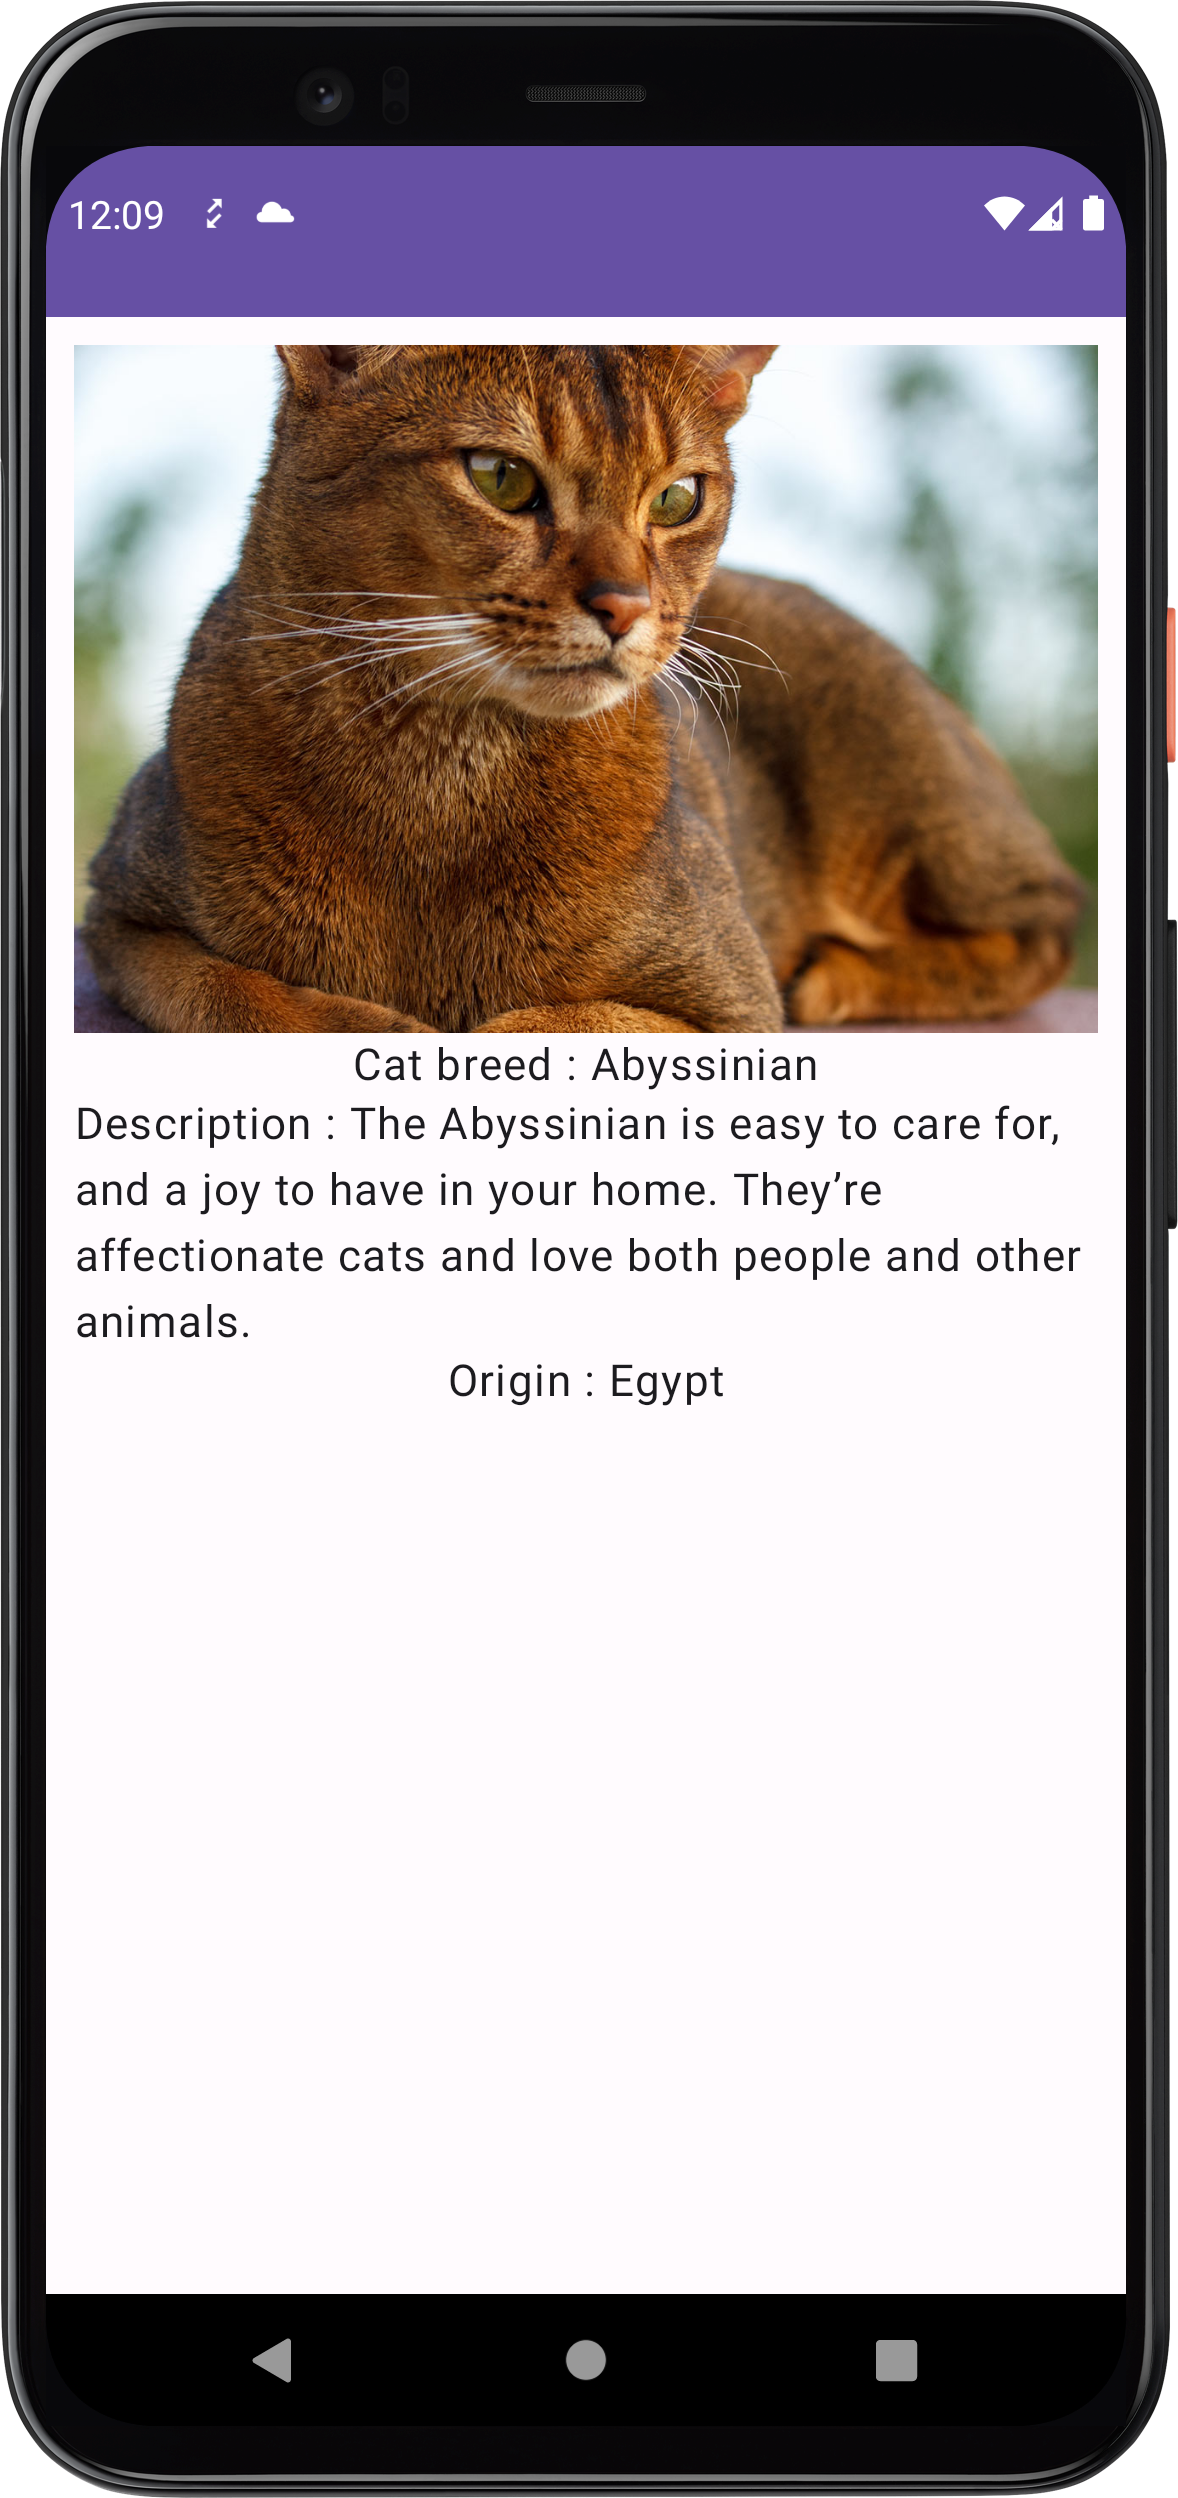 12:09
Cat breed : Abyssinian
Description : The Abyssinian is easy to care for,
and a joy to have in your home. They’re
affectionate cats and love both people and other
animals.
Origin : Egypt